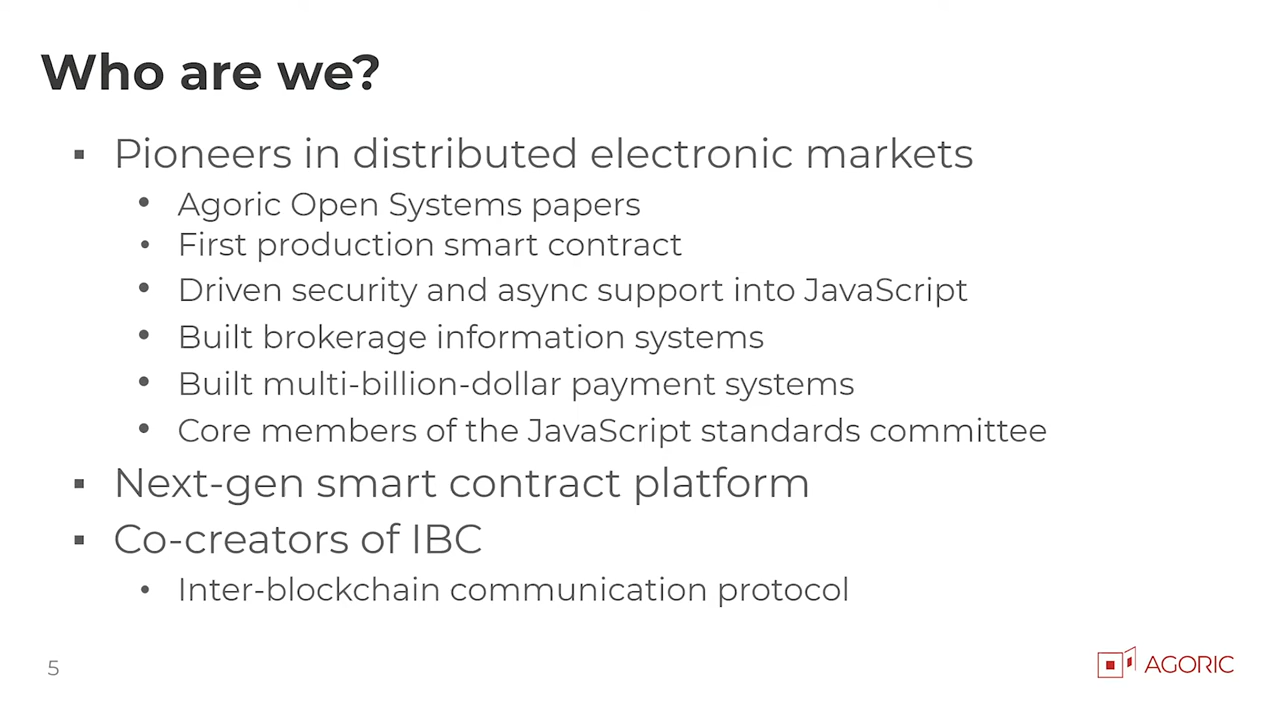 Who are we?
▪ Pioneers in distributed electronic markets
• Agoric Open Systems papers
• First production smart contract
• Driven security and async support into JavaScript
• Built brokerage information systems
• Built multi-billion-dollar payment systems
• Core members of the JavaScript standards committee
▪ Next-gen smart contract platform
▪ Co-creators of IBC
• Inter-blockchain communication protocol
5
AGORIC